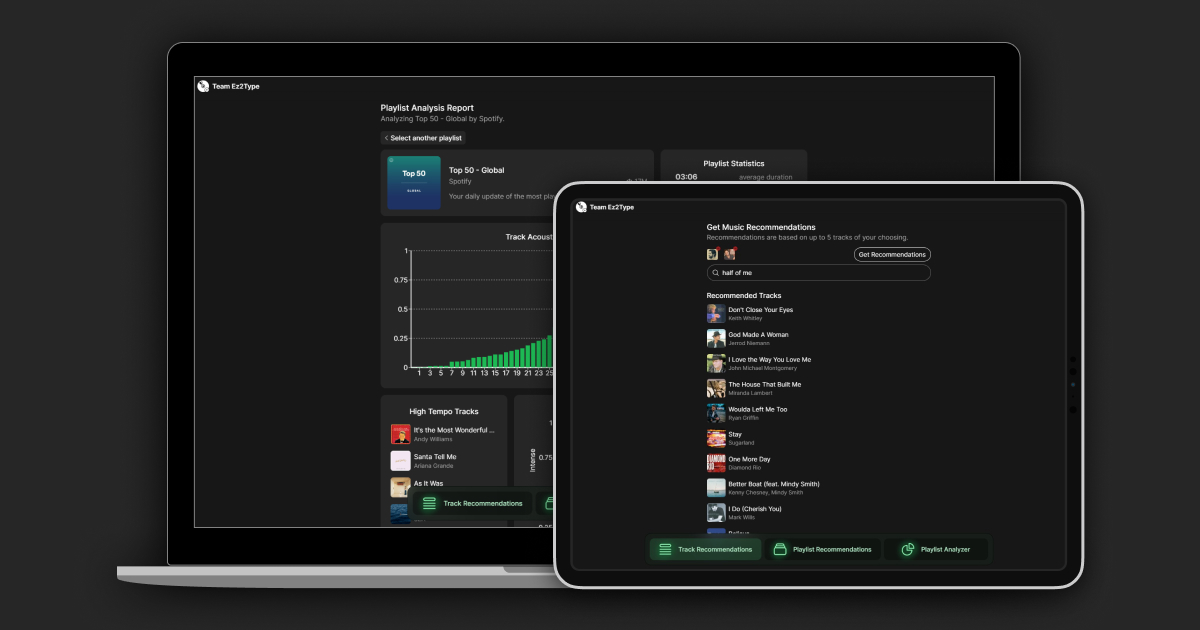 Team Ez2Type
Playlist Analysis Report
Analyzing Top 50 - Global by Spotify.
< Select another playlist
Top 50
GLOBAL
Top 50 - Global
Spotify
Your daily update of the most
Playlist Statistics
03:06 average duration
Track Acoust
1
0.75
0.5
0.25
0
1 3 5 7 9 11 13 15 17 19 21 23 25
High Tempo Tracks
It's the Most Wonderful ...
Andy Williams
Santa Tell Me
Ariana Grande
As It Was
Intense
1
0.75
Track Recommendations
Team Ez2Type
Get Music Recommendations
Recommendations are based on up to 5 tracks of your choosing.
Get Recommendations
half of me
Recommended Tracks
Don't Close Your Eyes
Keith Whitley
God Made A Woman
Jerrod Niemann
I Love the Way You Love Me
John Michael Montgomery
The House That Built Me
Miranda Lambert
Woulda Left Me Too
Ryan Griffin
Stay
Sugarland
One More Day
Diamond Rio
Better Boat (feat. Mindy Smith)
Kenny Chesney, Mindy Smith
I Do (Cherish You)
Mark Wills
Track Recommendations
Playlist Recommendations
Playlist Analyzer